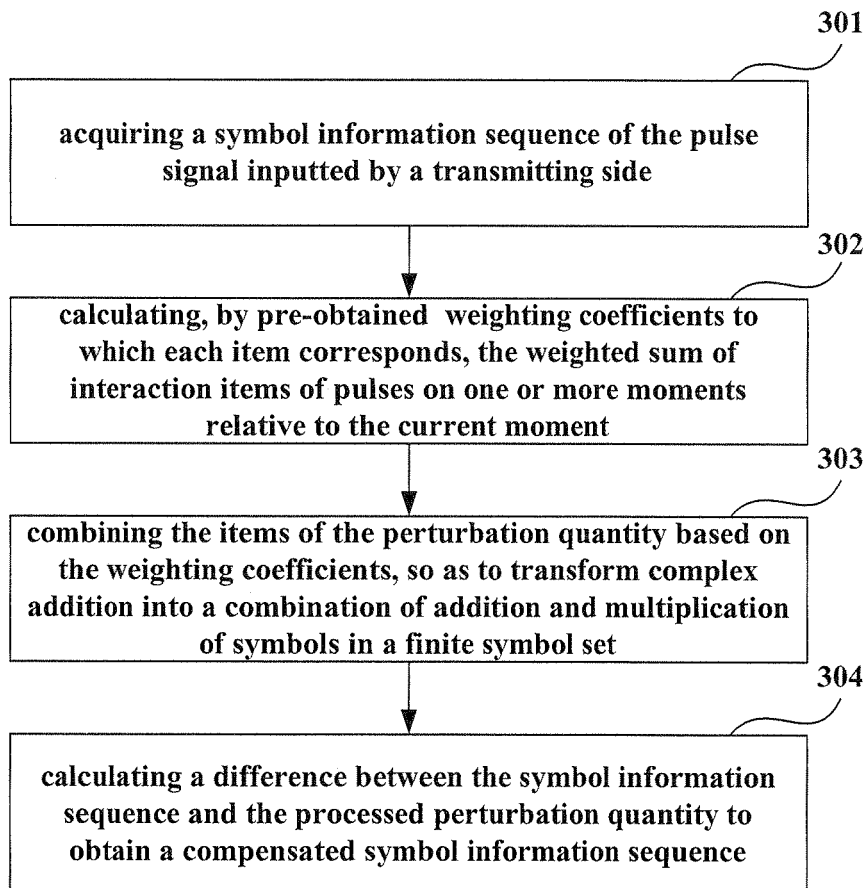 301
acquiring a symbol information sequence of the pulse
signal inputted by a transmitting side
302
calculating, by pre-obtained weighting coefficients to
which each item corresponds, the weighted sum of
interaction items of pulses on one or more moments
relative to the current moment
303
combining the items of the perturbation quantity based on
the weighting coefficients, so as to transform complex
addition into a combination of addition and multiplication
of symbols in a finite symbol set
304
calculating a difference between the symbol information
sequence and the processed perturbation quantity to
obtain a compensated symbol information sequence